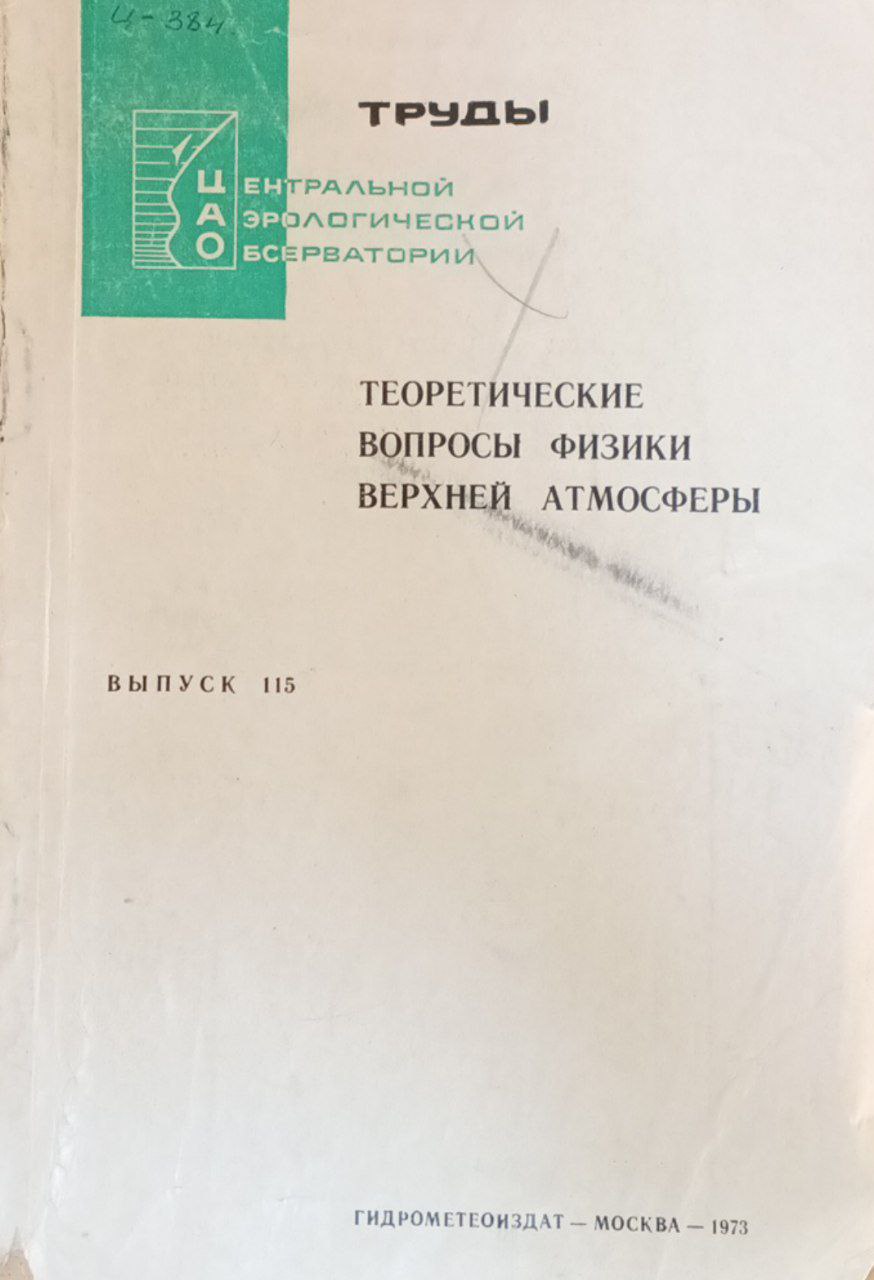 Ц-384.
ТРУДЫ
ЦЕНТРАЛЬНОЙ
АЭРОЛОГИЧЕСКОЙ
ОБСЕРВАТОРИИ
ТЕОРЕТИЧЕСКИЕ
ВОПРОСЫ ФИЗИКИ
ВЕРХНЕЙ АТМОСФЕРЫ
ВЫПУСК 115
ГИДРОМЕТЕОИЗДАТ — МОСКВА — 1973